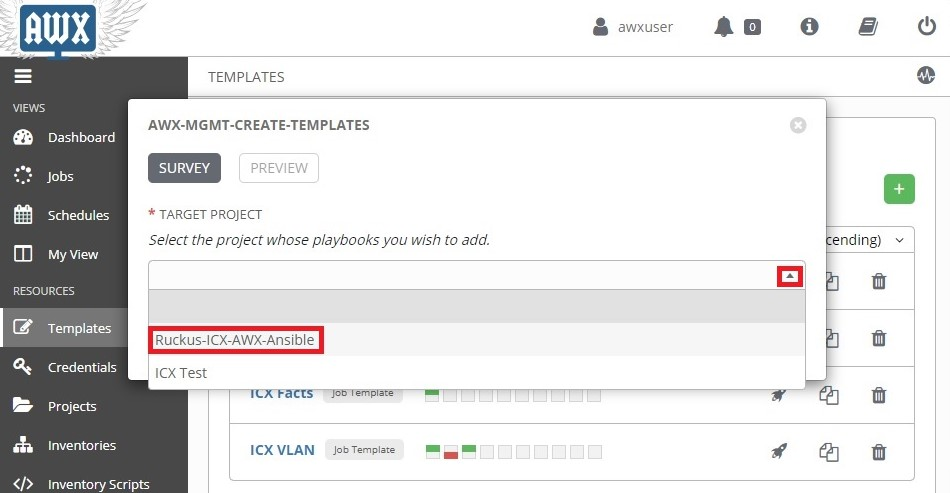 AWX
awxuser
0
TEMPLATES
VIEWS
Dashboard
Jobs
Schedules
My View
RESOURCES
Templates
Credentials
Projects
Inventories
Inventory Scripts
AWX-MGMT-CREATE-TEMPLATES
SURVEY PREVIEW
* TARGET PROJECT
Select the project whose playbooks you wish to add.
Ruckus-ICX-AWX-Ansible
ICX Test
cending)
ICX Facts Job Template
ICX VLAN Job Template